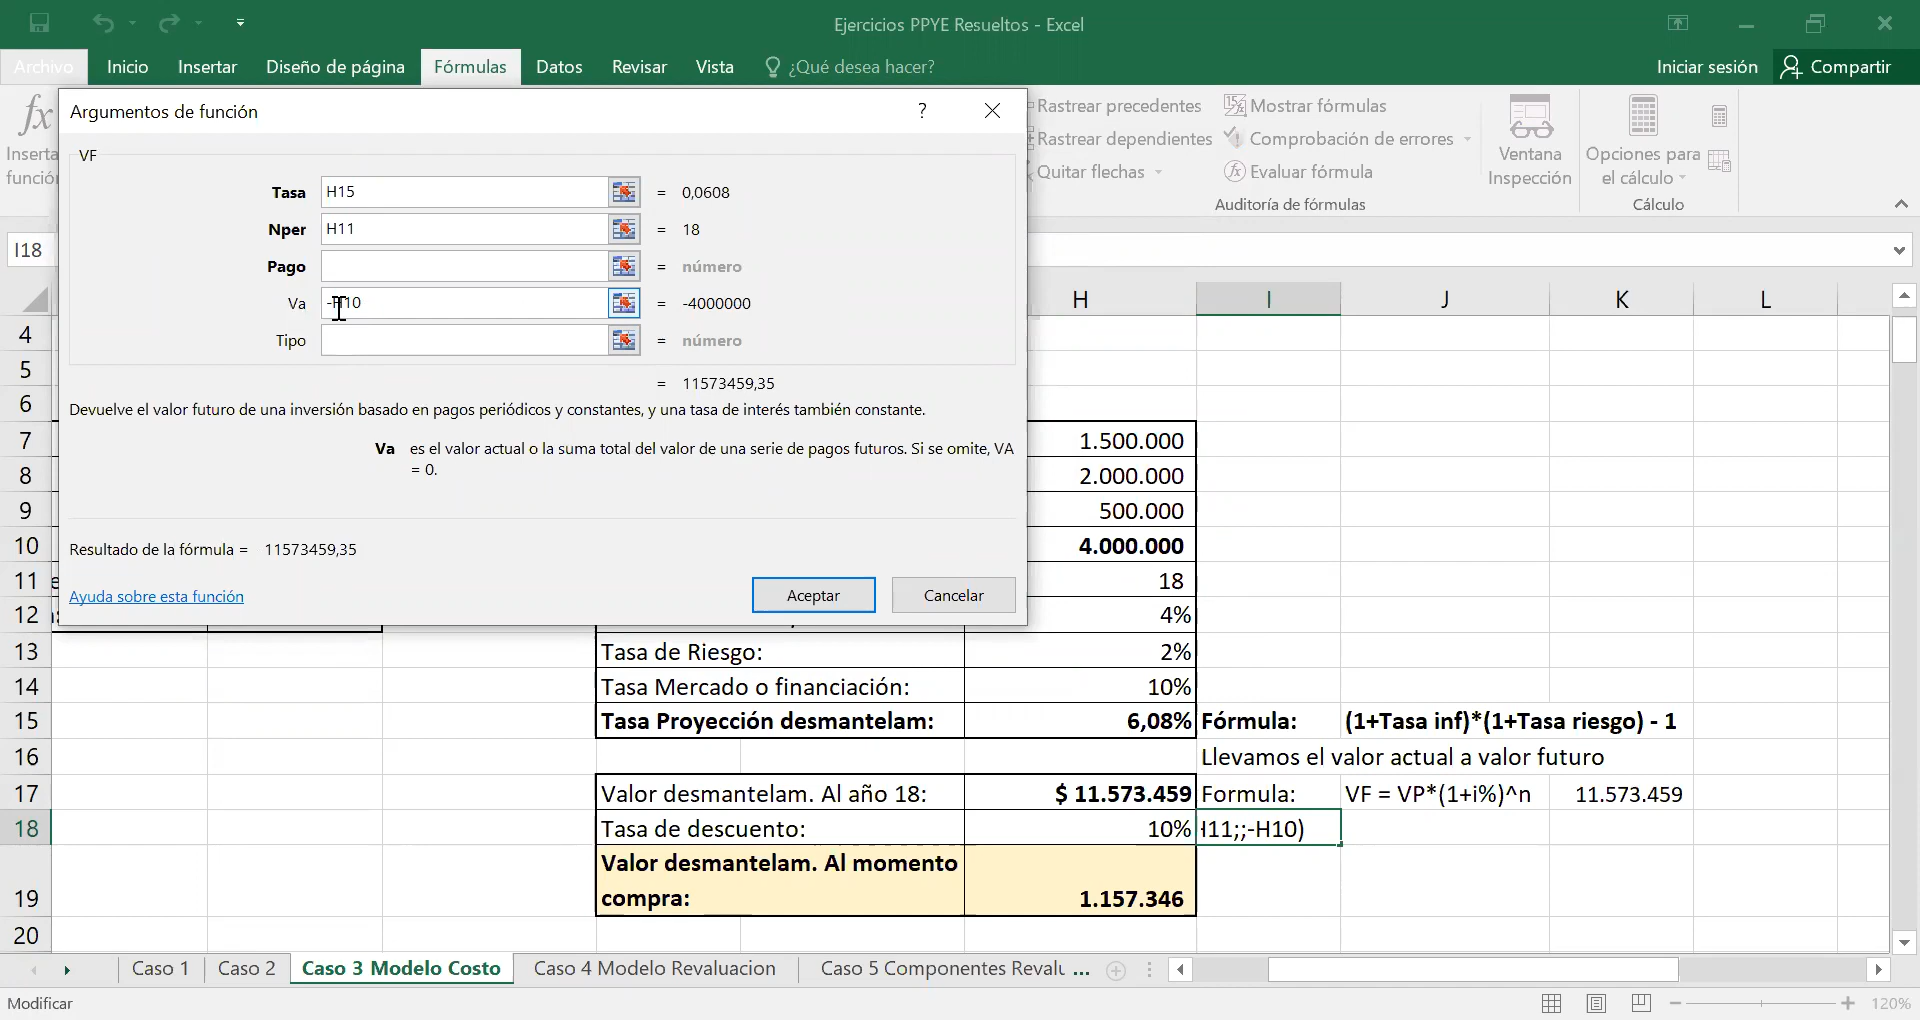 Ejercicios PPYE Resueltos - Excel
Archivo Inicio Insertar Diseño de página Fórmulas Datos Revisar Vista ¿Qué desea hacer? Iniciar sesión Compartir
fx
Inserta
funció
Rastrear precedentes
Rastrear dependientes
Quitar flechas
Mostrar fórmulas
Comprobación de errores
Evaluar fórmula
Auditoría de fórmulas
Ventana
Inspección
Opciones para
el cálculo
Cálculo
I18
Argumentos de función ?
VF
Tasa H15 = 0,0608
Nper H11 = 18
Pago = número
Va -H10 = -4000000
Tipo = número
= 11573459,35
Devuelve el valor futuro de una inversión basado en pagos periódicos y constantes, y una tasa de interés también constante.
Va es el valor actual o la suma total del valor de una serie de pagos futuros. Si se omite, VA
= 0.
Resultado de la fórmula = 11573459,35
Ayuda sobre esta función Aceptar Cancelar
H I J K L
4
5
6
7 1.500.000
8 2.000.000
9 500.000
10 4.000.000
11 18
12 4%
13 Tasa de Riesgo: 2%
14 Tasa Mercado o financiación: 10%
15 Tasa Proyección desmantelam: 6,08% Fórmula: (1+Tasa inf)*(1+Tasa riesgo) - 1
16 Llevamos el valor actual a valor futuro
17 Valor desmantelam. Al año 18: $ 11.573.459 Formula: VF = VP*(1+i%)^n 11.573.459
18 Tasa de descuento: 10% H11;;-H10)
Valor desmantelam. Al momento
19 compra: 1.157.346
20
Caso 1 Caso 2 Caso 3 Modelo Costo Caso 4 Modelo Revaluacion Caso 5 Componentes Revalu ...
Modificar 120%